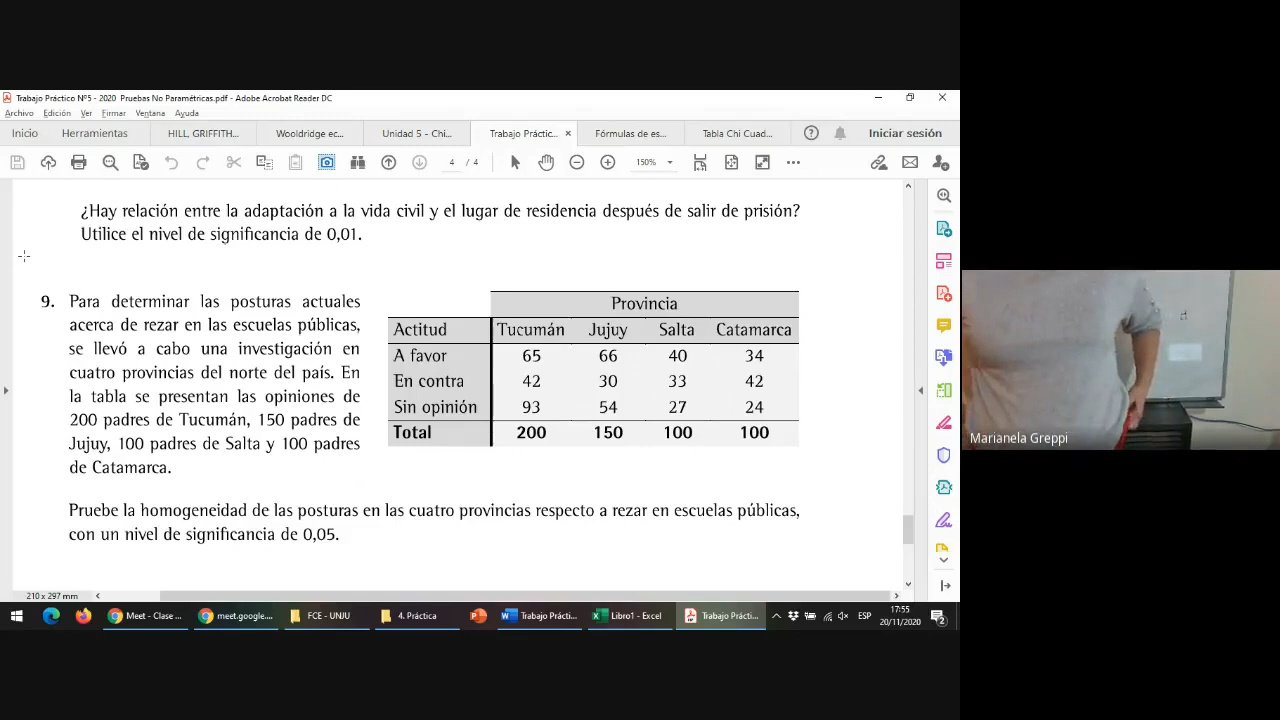 Trabajo Práctico Nº5 - 2020 Pruebas No Paramétricas.pdf - Adobe Acrobat Reader DC
Archivo Edición Ver Firmar Ventana Ayuda
Inicio Herramientas HILL, GRIFFITH... Wooldridge ec... Unidad 5 - Chi... Trabajo Práctic... × Fórmulas de es... Tabla Chi Cuad... Iniciar sesión
4 / 4 150%
¿Hay relación entre la adaptación a la vida civil y el lugar de residencia después de salir de prisión?
Utilice el nivel de significancia de 0,01.
9. Para determinar las posturas actuales
acerca de rezar en las escuelas públicas,
se llevó a cabo una investigación en
cuatro provincias del norte del país. En
la tabla se presentan las opiniones de
200 padres de Tucumán, 150 padres de
Jujuy, 100 padres de Salta y 100 padres
de Catamarca.
Provincia
Actitud Tucumán Jujuy Salta Catamarca
A favor 65 66 40 34
En contra 42 30 33 42
Sin opinión 93 54 27 24
Total 200 150 100 100
Pruebe la homogeneidad de las posturas en las cuatro provincias respecto a rezar en escuelas públicas,
con un nivel de significancia de 0,05.
210 x 297 mm
Meet - Clase ... meet.google.... FCE - UNJU 4. Práctica Trabajo Prácti... Libro1 - Excel Trabajo Prácti... ESP 17:55
20/11/2020 2
Marianela Greppi